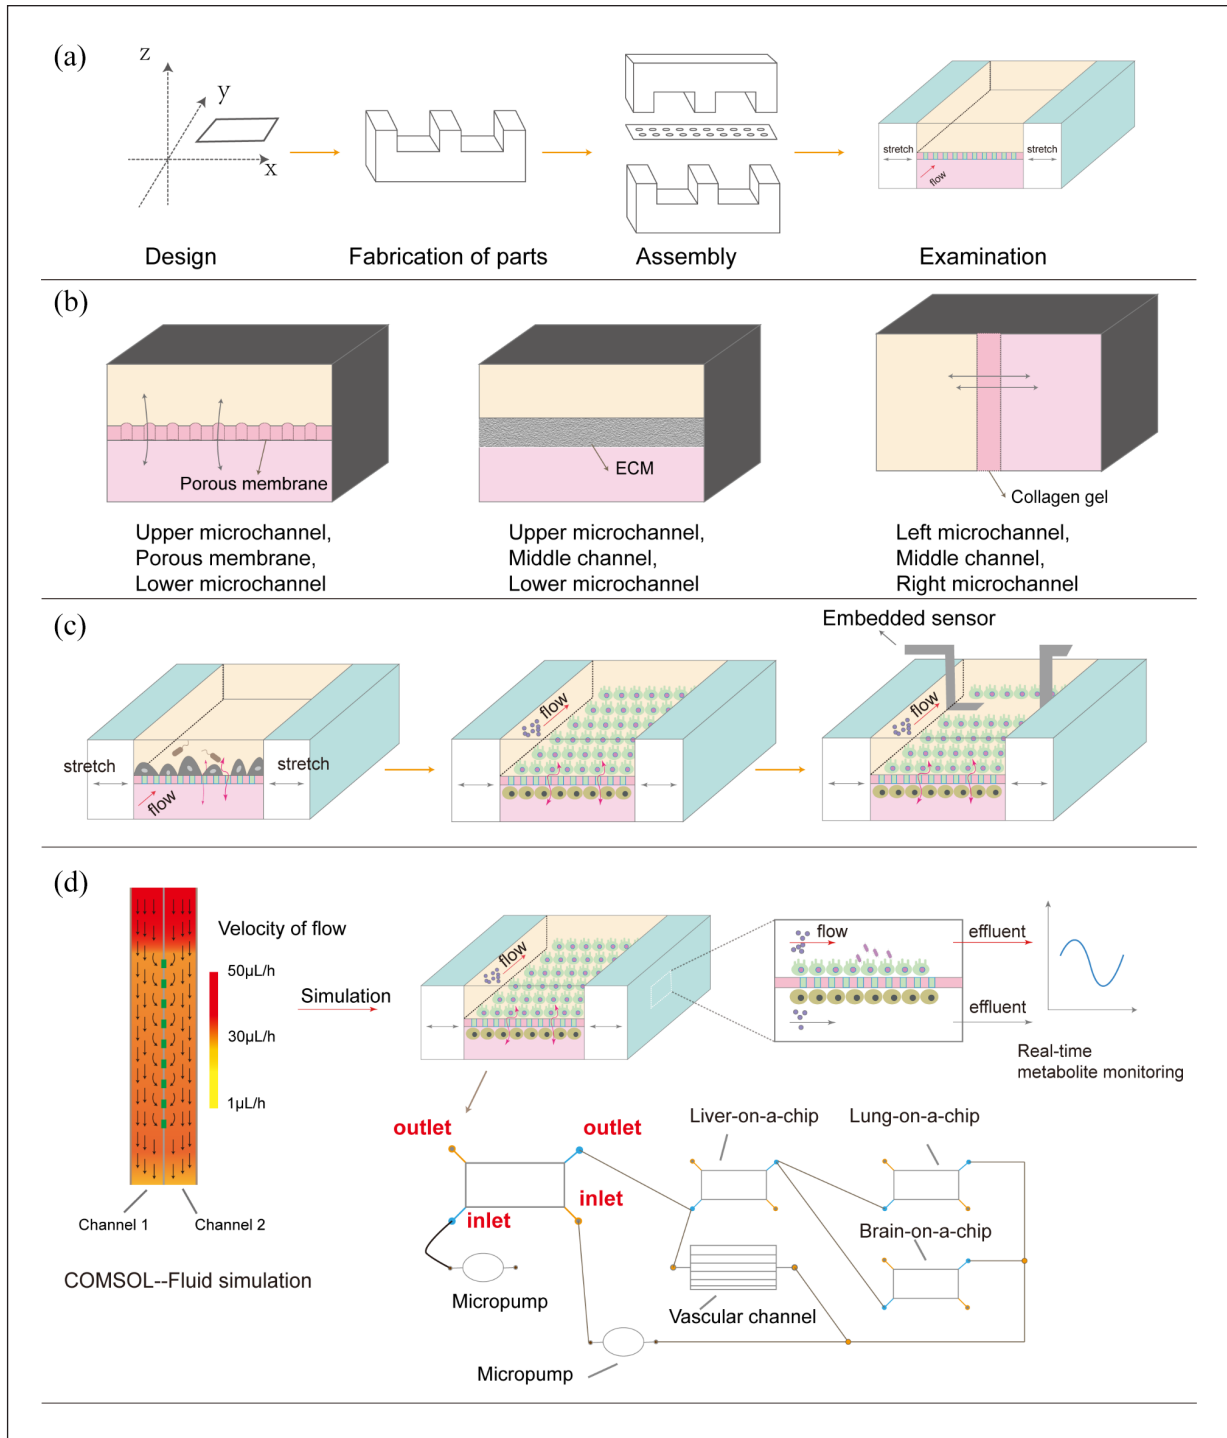 (a)
z
y
x
stretch
stretch
flow
Design
Fabrication of parts
Assembly
Examination
(b)
Porous membrane
ECM
Collagen gel
Upper microchannel,
Porous membrane,
Lower microchannel
Upper microchannel,
Middle channel,
Lower microchannel
Left microchannel,
Middle channel,
Right microchannel
(c)
Embedded sensor
stretch
stretch
flow
flow
flow
(d)
Velocity of flow
50μL/h
30μL/h
1μL/h
Simulation
Channel 1
Channel 2
COMSOL--Fluid simulation
flow
flow
effluent
effluent
Real-time
metabolite monitoring
outlet
outlet
inlet
inlet
Micropump
Micropump
Liver-on-a-chip
Lung-on-a-chip
Brain-on-a-chip
Vascular channel